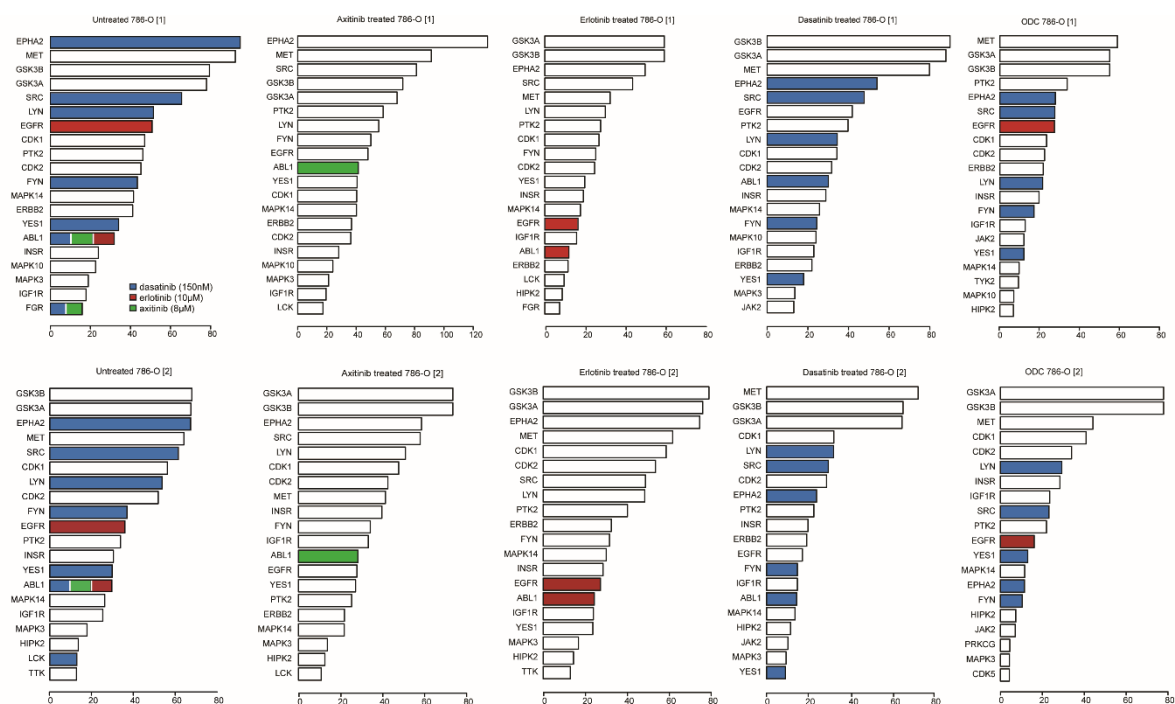 Untreated 786-O [1]
EPHA2
MET
GSK3B
GSK3A
SRC
LYN
EGFR
CDK1
PTK2
CDK2
FYN
MAPK14
ERBB2
YES1
ABL1
INSR
MAPK10
MAPK3
IGF1R
FGR
dasatinib (150nM)
erlotinib (10µM)
axitinib (8µM)
0 20 40 60 80
Axitinib treated 786-O [1]
EPHA2
MET
SRC
GSK3B
GSK3A
PTK2
LYN
FYN
EGFR
ABL1
YES1
CDK1
MAPK14
ERBB2
CDK2
INSR
MAPK10
MAPK3
IGF1R
LCK
0 20 40 60 80 100 120
Erlotinib treated 786-O [1]
GSK3A
GSK3B
EPHA2
SRC
MET
LYN
PTK2
CDK1
FYN
CDK2
YES1
INSR
MAPK14
EGFR
IGF1R
ABL1
ERBB2
LCK
HIPK2
FGR
0 20 40 60 80
Dasatinib treated 786-O [1]
GSK3B
GSK3A
MET
EPHA2
SRC
EGFR
PTK2
LYN
CDK1
CDK2
ABL1
INSR
MAPK14
FYN
MAPK10
IGF1R
ERBB2
YES1
MAPK3
JAK2
0 20 40 60 80
ODC 786-O [1]
MET
GSK3A
GSK3B
PTK2
EPHA2
SRC
EGFR
CDK1
CDK2
ERBB2
LYN
INSR
FYN
IGF1R
JAK2
YES1
MAPK14
TYK2
MAPK10
HIPK2
0 20 40 60 80
Untreated 786-O [2]
GSK3B
GSK3A
EPHA2
MET
SRC
CDK1
LYN
CDK2
FYN
EGFR
PTK2
INSR
YES1
ABL1
MAPK14
IGF1R
MAPK3
HIPK2
LCK
TTK
0 20 40 60 80
Axitinib treated 786-O [2]
GSK3A
GSK3B
EPHA2
SRC
LYN
CDK1
CDK2
MET
INSR
FYN
IGF1R
ABL1
EGFR
YES1
PTK2
ERBB2
MAPK14
MAPK3
HIPK2
LCK
0 20 40 60 80
Erlotinib treated 786-O [2]
GSK3B
GSK3A
EPHA2
MET
CDK1
CDK2
SRC
LYN
PTK2
ERBB2
FYN
MAPK14
INSR
EGFR
ABL1
IGF1R
YES1
MAPK3
HIPK2
TTK
0 20 40 60 80
Dasatinib treated 786-O [2]
MET
GSK3B
GSK3A
CDK1
LYN
SRC
CDK2
EPHA2
PTK2
INSR
ERBB2
EGFR
FYN
IGF1R
ABL1
MAPK14
HIPK2
JAK2
MAPK3
YES1
0 20 40 60 80
ODC 786-O [2]
GSK3A
GSK3B
MET
CDK1
CDK2
LYN
INSR
IGF1R
SRC
PTK2
EGFR
YES1
MAPK14
EPHA2
FYN
HIPK2
JAK2
PRKCG
MAPK3
CDK5
0 20 40 60 80